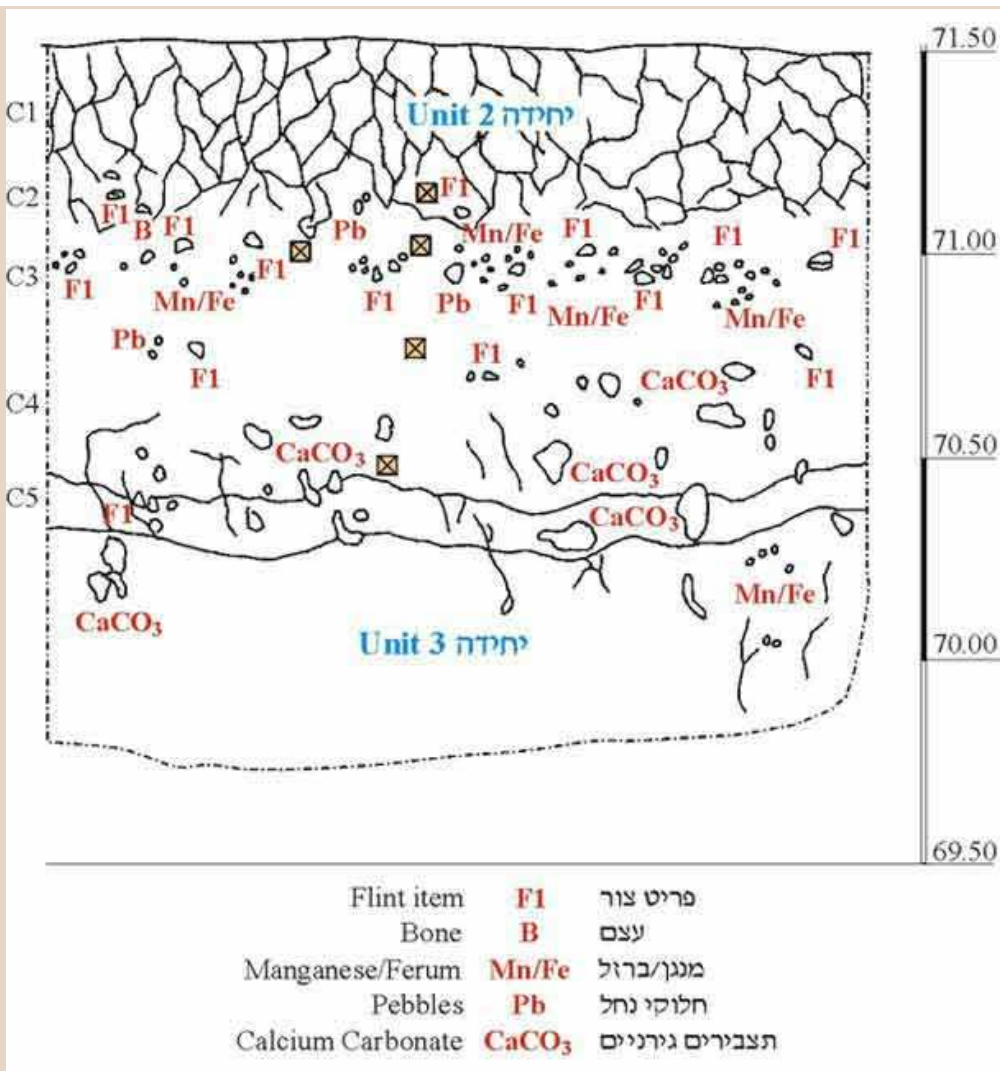 71.50
C1
Unit 2 יחידה
C2
F1
F1 B F1 Pb Mn/Fe F1 F1 F1
71.00
C3
F1 F1 F1 Pb F1 F1
Mn/Fe Mn/Fe Mn/Fe
Pb F1
F1 CaCO₃ F1
C4
CaCO₃ 70.50
CaCO₃
C5
F1 CaCO₃
Mn/Fe
CaCO₃
Unit 3 יחידה 70.00
69.50
Flint item F1 פריט צור
Bone B עצם
Manganese/Ferum Mn/Fe מנגן/ברזל
Pebbles Pb חלוקי נחל
Calcium Carbonate CaCO₃ תצבירים גירניים